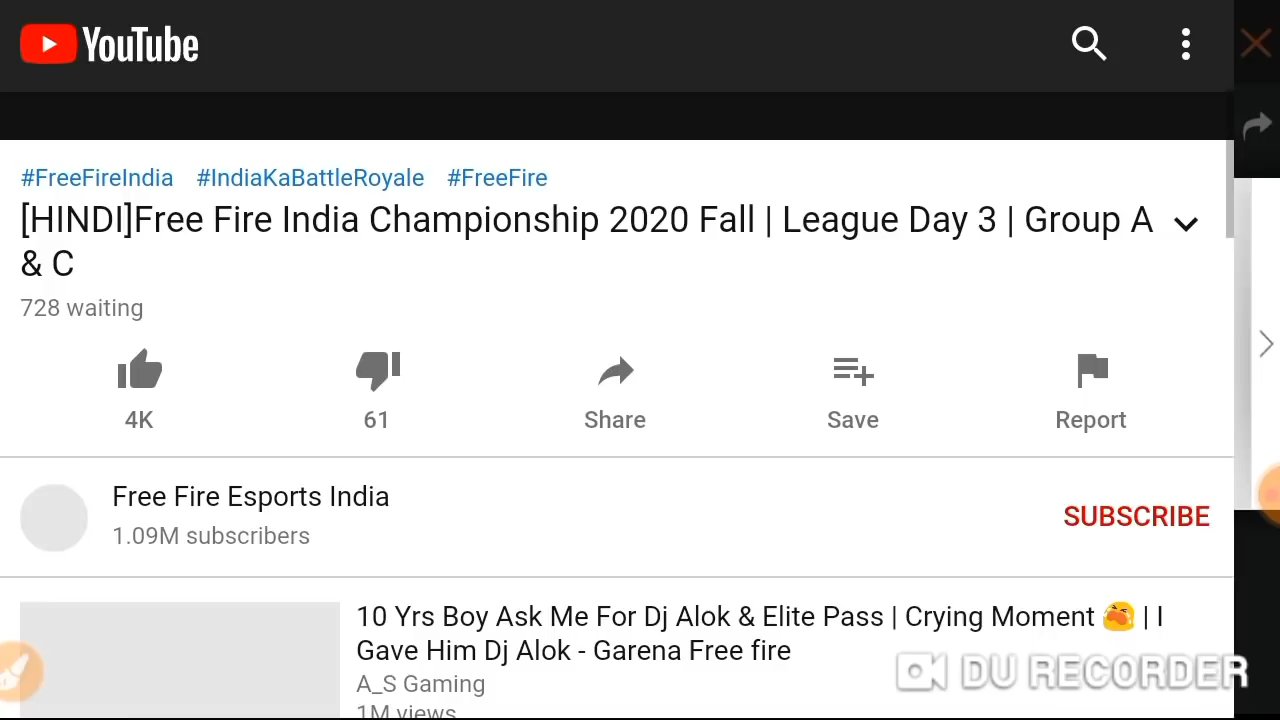 YouTube
#FreeFireIndia #IndiaKaBattleRoyale #FreeFire
[HINDI]Free Fire India Championship 2020 Fall | League Day 3 | Group A
& C
728 waiting
4K 61 Share Save Report
Free Fire Esports India
1.09M subscribers
SUBSCRIBE
10 Yrs Boy Ask Me For Dj Alok & Elite Pass | Crying Moment 😭 | I
Gave Him Dj Alok - Garena Free fire
A_S Gaming
1M views
DU RECORDER